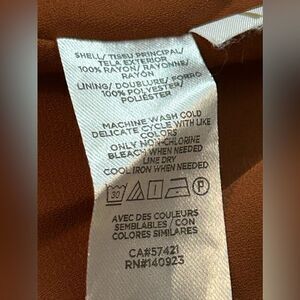 SHELL/ TISSU PRINCIPAL/
TELA EXTERIOR
100% RAYON/ RAYONNE/
RAYÓN
LINING/ DOUBLURE/ FORRO
100% POLYESTER/
POLIÉSTER
MACHINE WASH COLD
DELICATE CYCLE WITH LIKE
COLORS
ONLY NON-CHLORINE
BLEACH WHEN NEEDED
LINE DRY
COOL IRON WHEN NEEDED
30 P
AVEC DES COULEURS
SEMBLABLES / CON
COLORES SIMILARES
CA#57421
RN#140923